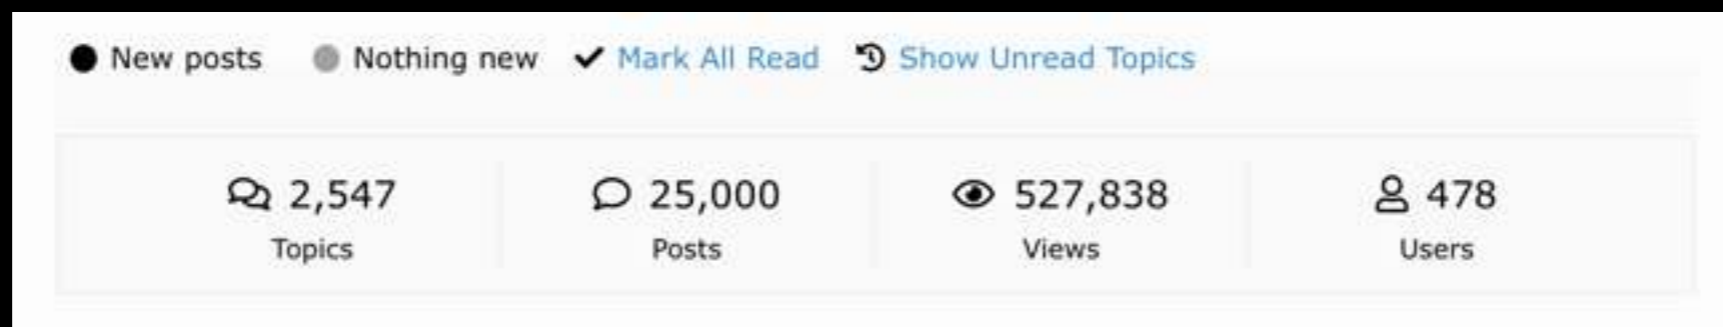 New posts Nothing new Mark All Read Show Unread Topics
2,547 25,000 527,838 478
Topics Posts Views Users